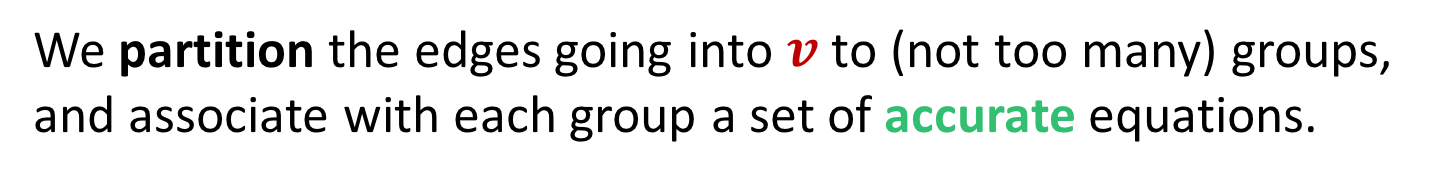 We partition the edges going into v to (not too many) groups,
and associate with each group a set of accurate equations.